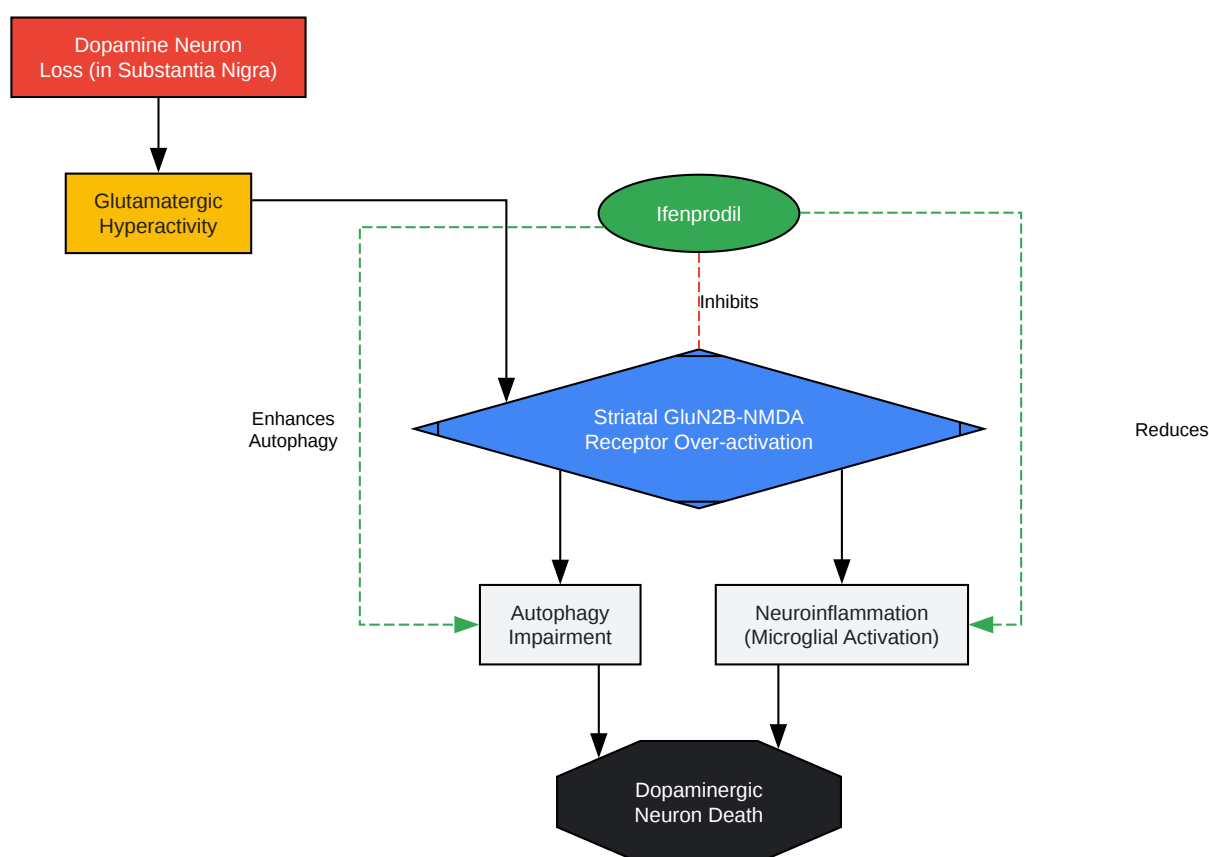 Dopamine Neuron
Loss (in Substantia Nigra)
Glutamatergic
Hyperactivity
Ifenprodil
Inhibits
Enhances
Autophagy
Striatal GluN2B-NMDA
Receptor Over-activation
Reduces
Autophagy
Impairment
Neuroinflammation
(Microglial Activation)
Dopaminergic
Neuron Death